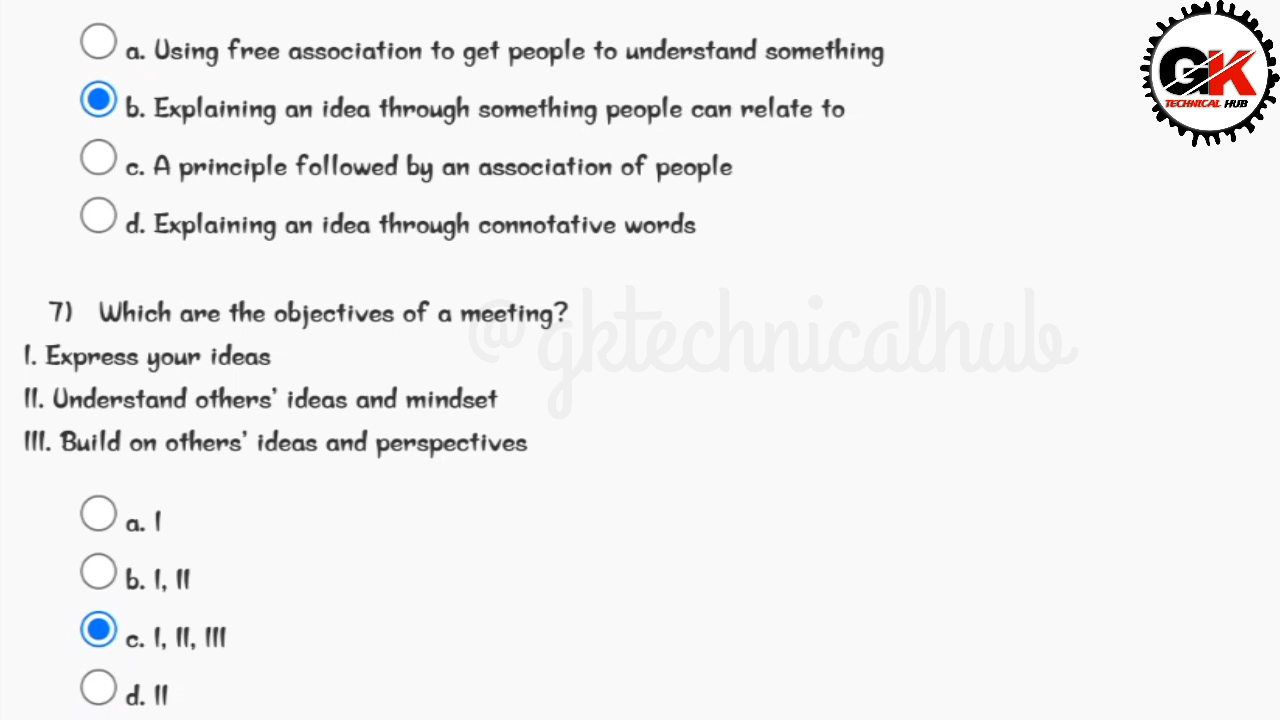 a. Using free association to get people to understand something
b. Explaining an idea through something people can relate to
c. A principle followed by an association of people
d. Explaining an idea through connotative words
GK
TECHNICAL HUB
7) Which are the objectives of a meeting?
I. Express your ideas
II. Understand others' ideas and mindset
III. Build on others' ideas and perspectives
@gktechnicalhub
a. I
b. I, II
c. I, II, III
d. II